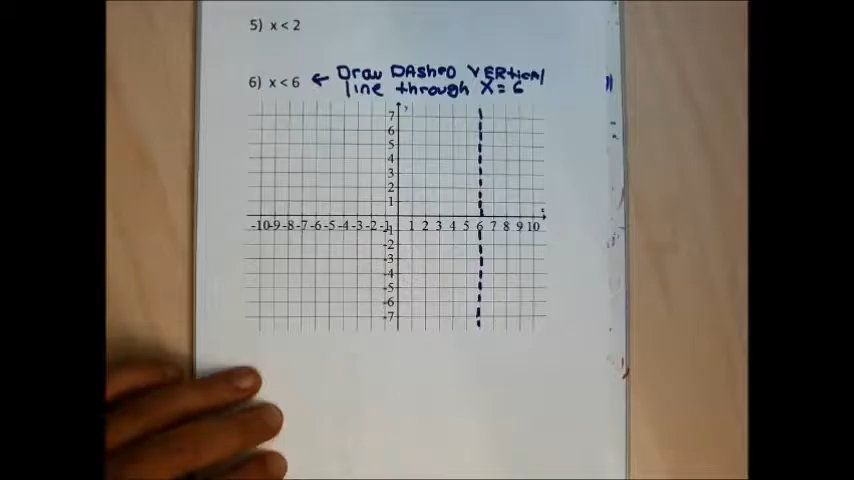 5) x < 2
6) x < 6 ← Draw DAshED VERticAl
line through X = 6
y
7
6
5
4
3
2
1
x
-10-9-8-7-6-5-4-3-2-1 1 2 3 4 5 6 7 8 9 10
-1
-2
-3
-4
-5
-6
-7